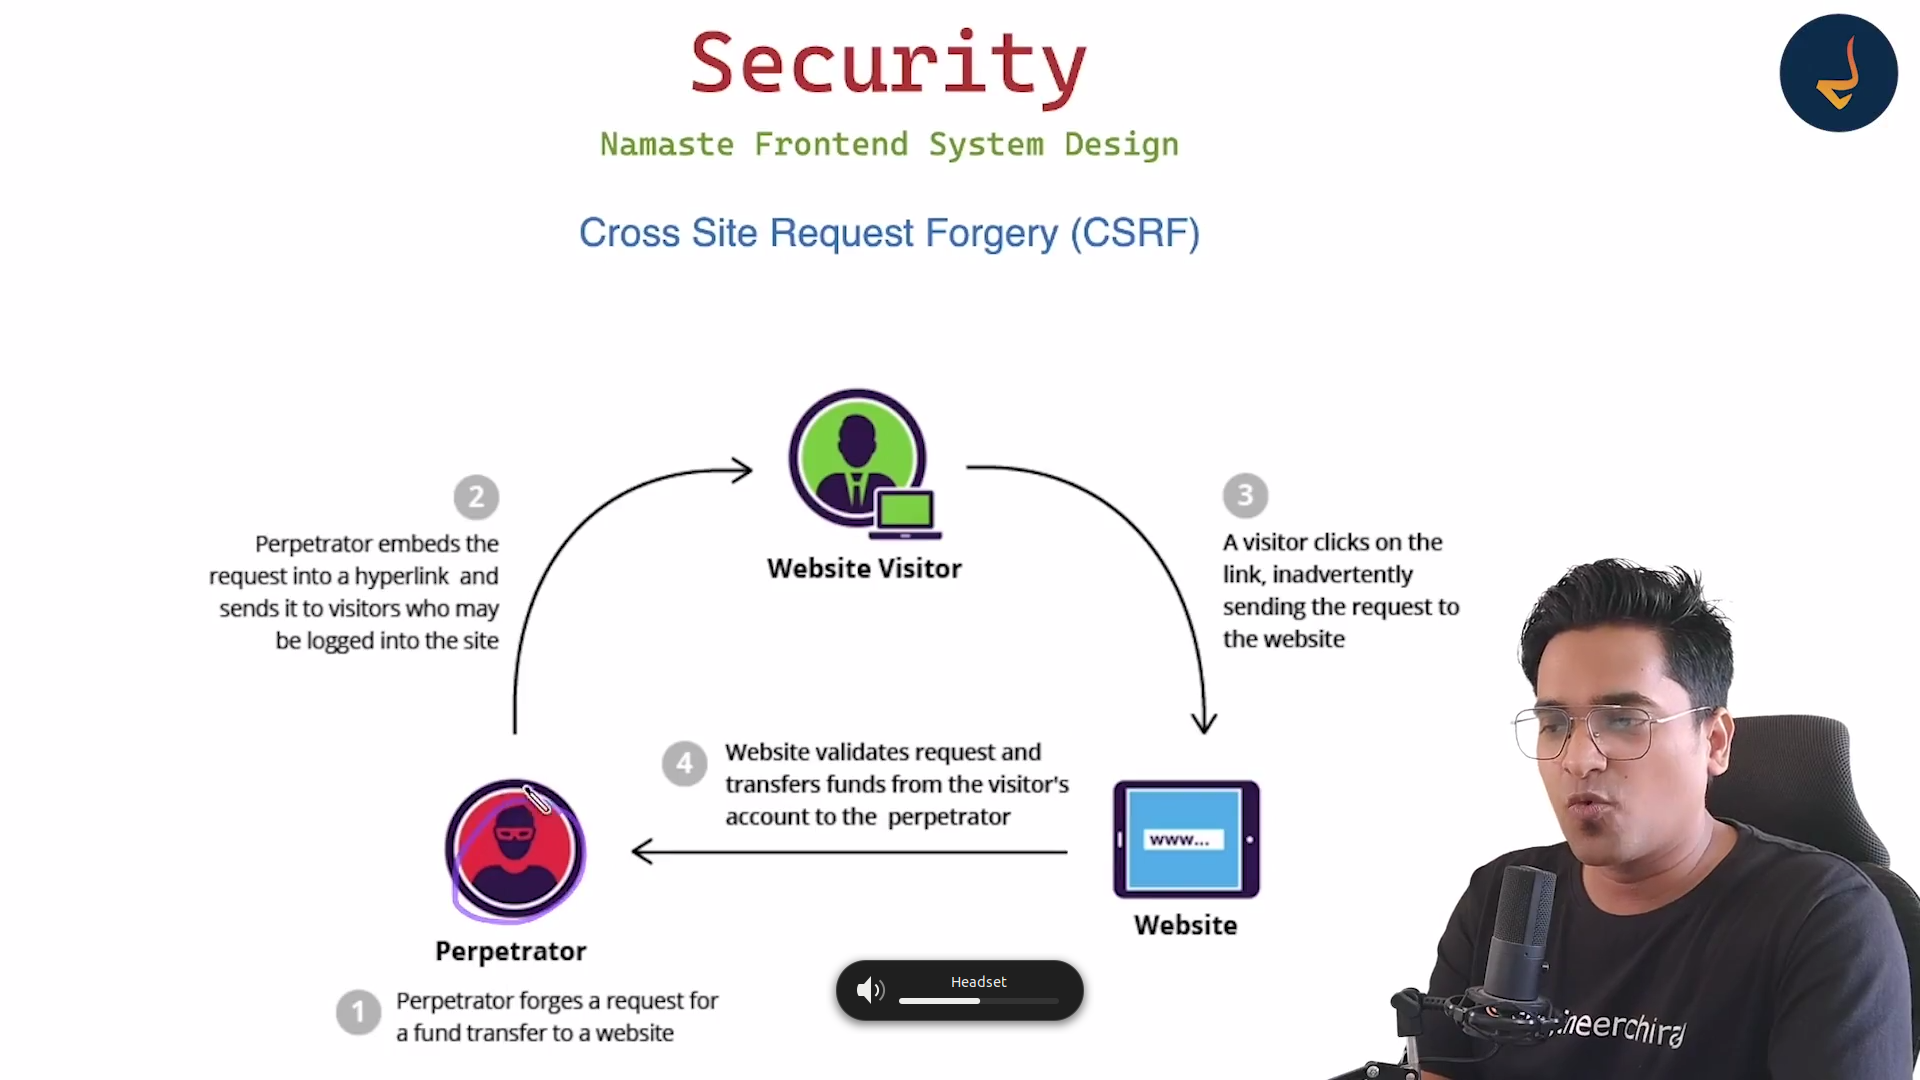 Security
Namaste Frontend System Design
Cross Site Request Forgery (CSRF)
2
Perpetrator embeds the
request into a hyperlink and
sends it to visitors who may
be logged into the site
Website Visitor
3
A visitor clicks on the
link, inadvertently
sending the request to
the website
4
Website validates request and
transfers funds from the visitor's
account to the perpetrator
www...
Website
Perpetrator
1
Perpetrator forges a request for
a fund transfer to a website
Headset